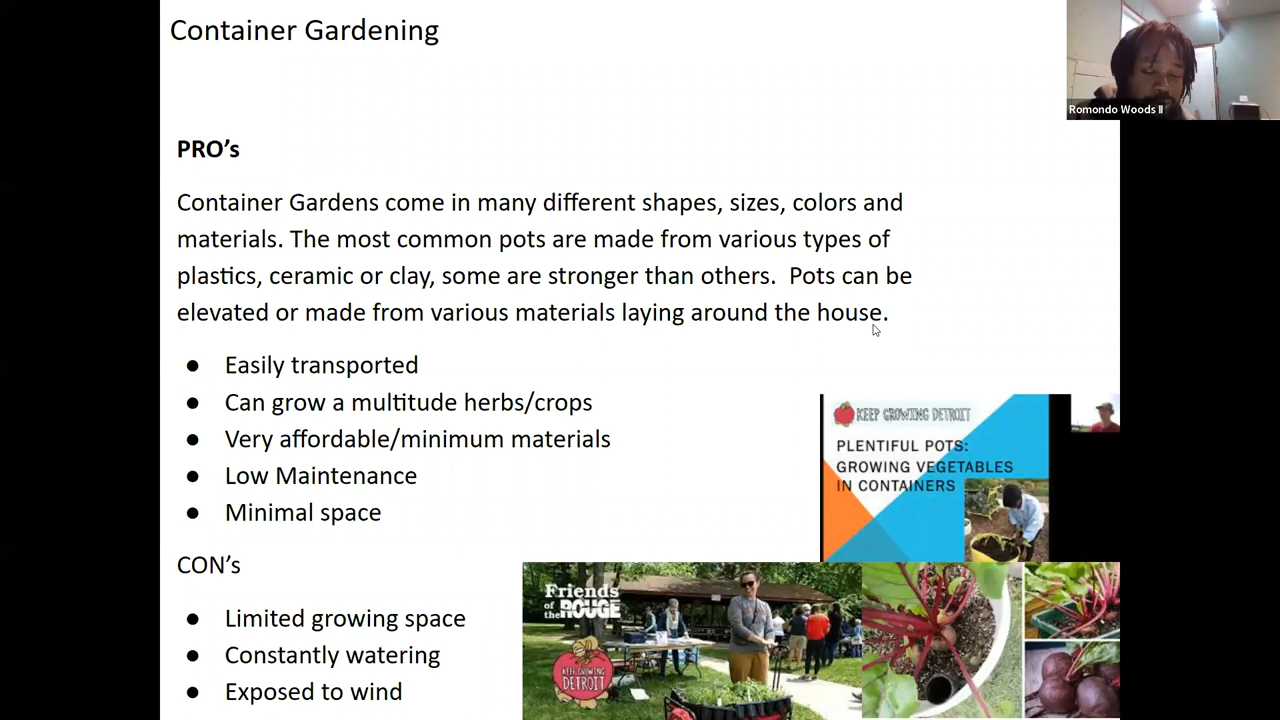 Container Gardening
Romondo Woods II
PRO’s
Container Gardens come in many different shapes, sizes, colors and
materials. The most common pots are made from various types of
plastics, ceramic or clay, some are stronger than others.  Pots can be
elevated or made from various materials laying around the house.
● Easily transported
● Can grow a multitude herbs/crops
● Very affordable/minimum materials
● Low Maintenance
● Minimal space
KEEP GROWING DETROIT
PLENTIFUL POTS:
GROWING VEGETABLES
IN CONTAINERS
CON’s
● Limited growing space
● Constantly watering
● Exposed to wind
Friends
of
the ROUGE
KEEP GROWING
DETROIT